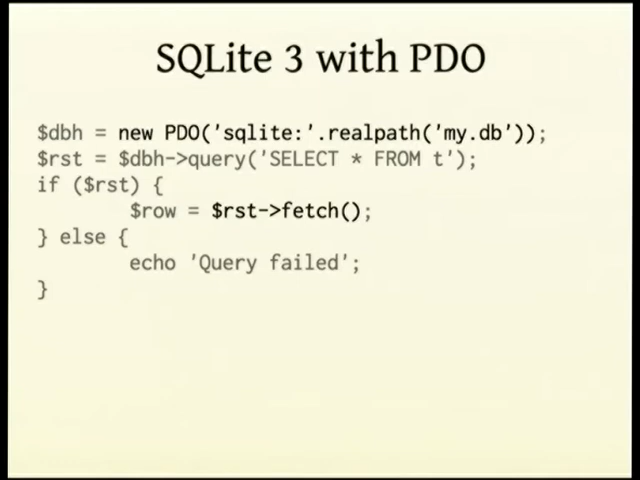 SQLite 3 with PDO
$dbh = new PDO('sqlite:'.realpath('my.db'));
$rst = $dbh->query('SELECT * FROM t');
if ($rst) {
$row = $rst->fetch();
} else {
echo 'Query failed';
}